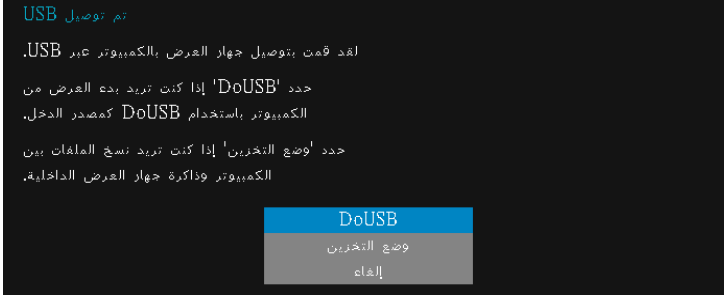 تم توصيل USB
لقد قمت بتوصيل جهاز العرض بالكمبيوتر عبر USB.
حدد 'DoUSB' إذا كنت تريد بدء العرض من
الكمبيوتر باستخدام DoUSB كمصدر الدخل.
حدد 'وضع التخزين' إذا كنت تريد نسخ الملفات بين
الكمبيوتر وذاكرة جهاز العرض الداخلية.
DoUSB
وضع التخزين
إلغاء